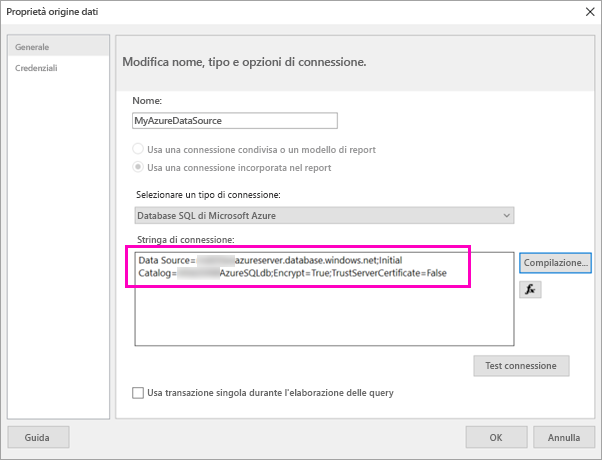 Proprietà origine dati
Generale
Credenziali
Modifica nome, tipo e opzioni di connessione.
Nome:
MyAzureDataSource
Usa una connessione condivisa o un modello di report
Usa una connessione incorporata nel report
Selezionare un tipo di connessione:
Database SQL di Microsoft Azure
Stringa di connessione:
Data Source= azureserver.database.windows.net;Initial
Catalog= AzureSQLdb;Encrypt=True;TrustServerCertificate=False
Compilazione...
fx
Test connessione
Usa transazione singola durante l'elaborazione delle query
Guida
OK
Annulla